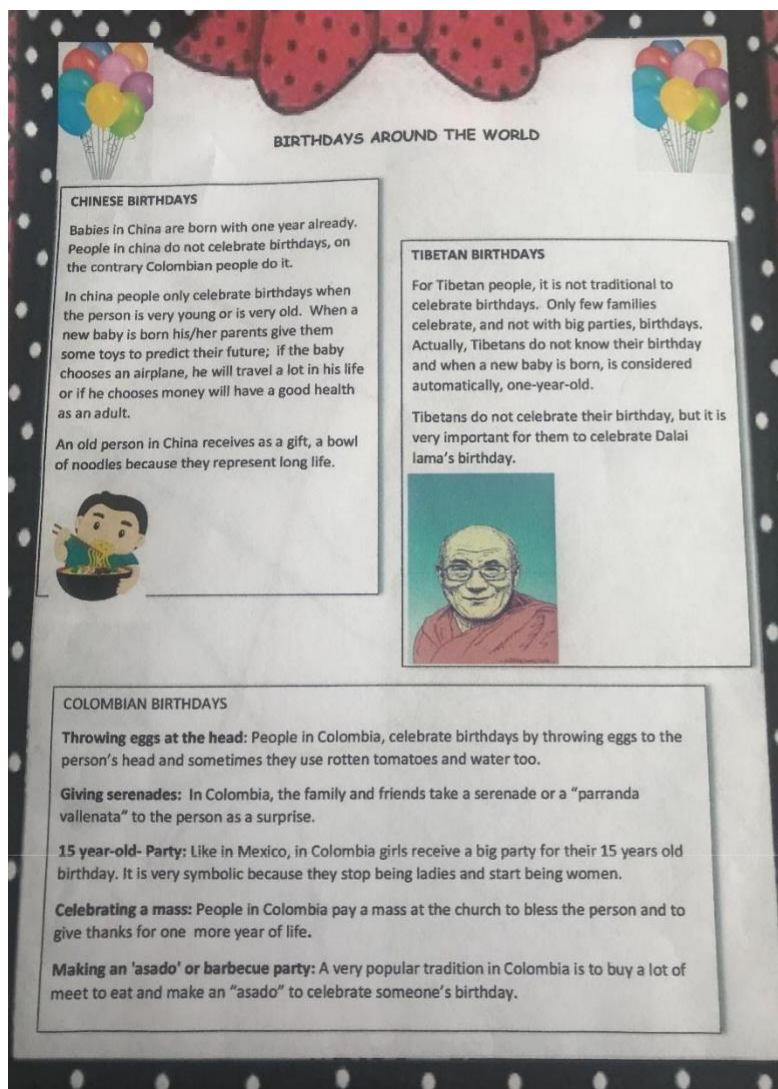 BIRTHDAYS AROUND THE WORLD
CHINESE BIRTHDAYS
Babies in China are born with one year already.
People in china do not celebrate birthdays, on
the contrary Colombian people do it.
In china people only celebrate birthdays when
the person is very young or is very old. When a
new baby is born his/her parents give them
some toys to predict their future; if the baby
chooses an airplane, he will travel a lot in his life
or if he chooses money will have a good health
as an adult.
An old person in China receives as a gift, a bowl
of noodles because they represent long life.
TIBETAN BIRTHDAYS
For Tibetan people, it is not traditional to
celebrate birthdays. Only few families
celebrate, and not with big parties, birthdays.
Actually, Tibetans do not know their birthday
and when a new baby is born, is considered
automatically, one-year-old.
Tibetans do not celebrate their birthday, but it is
very important for them to celebrate Dalai
lama's birthday.
COLOMBIAN BIRTHDAYS
Throwing eggs at the head: People in Colombia, celebrate birthdays by throwing eggs to the
person's head and sometimes they use rotten tomatoes and water too.
Giving serenades: In Colombia, the family and friends take a serenade or a "parranda
vallenata" to the person as a surprise.
15 year-old- Party: Like in Mexico, in Colombia girls receive a big party for their 15 years old
birthday. It is very symbolic because they stop being ladies and start being women.
Celebrating a mass: People in Colombia pay a mass at the church to bless the person and to
give thanks for one more year of life.
Making an 'asado' or barbecue party: A very popular tradition in Colombia is to buy a lot of
meet to eat and make an "asado" to celebrate someone's birthday.